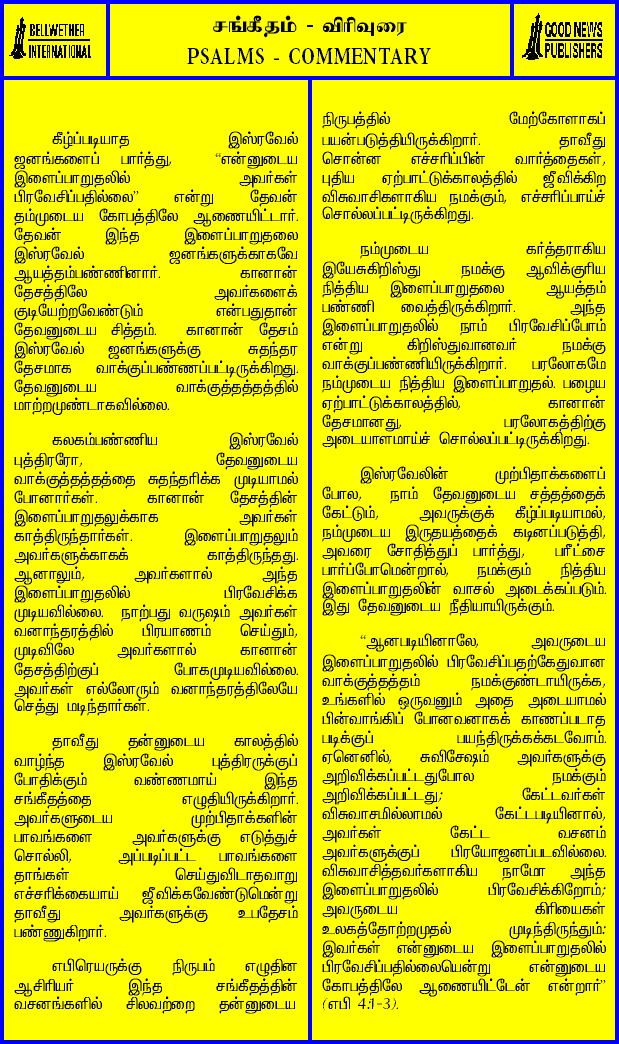 BELLWETHER
INTERNATIONAL
சங்கீதம் - விரிவுரை
PSALMS - COMMENTARY
GOOD NEWS
PUBLISHERS
கீழ்ப்படியாத இஸ்ரவேல்
ஜனங்களைப் பார்த்து, “என்னுடைய
இளைப்பாறுதலில் அவர்கள்
பிரவேசிப்பதில்லை” என்று தேவன்
தம்முடைய கோபத்திலே ஆணையிட்டார்.
தேவன் இந்த இளைப்பாறுதலை
இஸ்ரவேல் ஜனங்களுக்காகவே
ஆயத்தம்பண்ணினார். கானான்
தேசத்திலே அவர்களைக்
குடியேற்றவேண்டும் என்பதுதான்
தேவனுடைய சித்தம். கானான் தேசம்
இஸ்ரவேல் ஜனங்களுக்கு சுதந்தர
தேசமாக வாக்குப்பண்ணப்பட்டிருக்கிறது.
தேவனுடைய வாக்குத்தத்தத்தில்
மாற்றமுண்டாகவில்லை.
கலகம்பண்ணிய இஸ்ரவேல்
புத்திரரோ, தேவனுடைய
வாக்குத்தத்தத்தை சுதந்தரிக்க முடியாமல்
போனார்கள். கானான் தேசத்தின்
இளைப்பாறுதலுக்காக அவர்கள்
காத்திருந்தார்கள். இளைப்பாறுதலும்
அவர்களுக்காகக் காத்திருந்தது.
ஆனாலும், அவர்களால் அந்த
இளைப்பாறுதலில் பிரவேசிக்க
முடியவில்லை. நாற்பது வருஷம் அவர்கள்
வனாந்தரத்தில் பிரயாணம் செய்தும்,
முடிவிலே அவர்களால் கானான்
தேசத்திற்குப் போகமுடியவில்லை.
அவர்கள் எல்லோரும் வனாந்தரத்திலேயே
செத்து மடிந்தார்கள்.
தாவீது தன்னுடைய காலத்தில்
வாழ்ந்த இஸ்ரவேல் புத்திரருக்குப்
போதிக்கும் வண்ணமாய் இந்த
சங்கீதத்தை எழுதியிருக்கிறார்.
அவர்களுடைய முற்பிதாக்களின்
பாவங்களை அவர்களுக்கு எடுத்துச்
சொல்லி, அப்படிப்பட்ட பாவங்களை
தாங்கள் செய்துவிடாதவாறு
எச்சரிக்கையாய் ஜீவிக்கவேண்டுமென்று
தாவீது அவர்களுக்கு உபதேசம்
பண்ணுகிறார்.
எபிரெயருக்கு நிருபம் எழுதின
ஆசிரியர் இந்த சங்கீதத்தின்
வசனங்களில் சிலவற்றை தன்னுடைய
நிருபத்தில் மேற்கோளாகப்
பயன்படுத்தியிருக்கிறார். தாவீது
சொன்ன எச்சரிப்பின் வார்த்தைகள்,
புதிய ஏற்பாட்டுக்காலத்தில் ஜீவிக்கிற
விசுவாசிகளாகிய நமக்கும், எச்சரிப்பாய்ச்
சொல்லப்பட்டிருக்கிறது.
நம்முடைய கர்த்தராகிய
இயேசுகிறிஸ்து நமக்கு ஆவிக்குரிய
நித்திய இளைப்பாறுதலை ஆயத்தம்
பண்ணி வைத்திருக்கிறார். அந்த
இளைப்பாறுதலில் நாம் பிரவேசிப்போம்
என்று கிறிஸ்துவானவர் நமக்கு
வாக்குப்பண்ணியிருக்கிறார். பரலோகமே
நம்முடைய நித்திய இளைப்பாறுதல். பழைய
ஏற்பாட்டுக்காலத்தில், கானான்
தேசமானது, பரலோகத்திற்கு
அடையாளமாய்ச் சொல்லப்பட்டிருக்கிறது.
இஸ்ரவேலின் முற்பிதாக்களைப்
போல, நாம் தேவனுடைய சத்தத்தைக்
கேட்டும், அவருக்குக் கீழ்ப்படியாமல்,
நம்முடைய இருதயத்தைக் கடினப்படுத்தி,
அவரை சோதித்துப் பார்த்து, பரீட்சை
பார்ப்போமென்றால், நமக்கும் நித்திய
இளைப்பாறுதலின் வாசல் அடைக்கப்படும்.
இது தேவனுடைய நீதியாயிருக்கும்.
“ஆனபடியினாலே, அவருடைய
இளைப்பாறுதலில் பிரவேசிப்பதற்கேதுவான
வாக்குத்தத்தம் நமக்குண்டாயிருக்க,
உங்களில் ஒருவனும் அதை அடையாமல்
பின்வாங்கிப் போனவனாகக் காணப்படாத
படிக்குப் பயந்திருக்கக்கடவோம்.
ஏனெனில், சுவிசேஷம் அவர்களுக்கு
அறிவிக்கப்பட்டதுபோல நமக்கும்
அறிவிக்கப்பட்டது; கேட்டவர்கள்
விசுவாசமில்லாமல் கேட்டபடியினால்,
அவர்கள் கேட்ட வசனம்
அவர்களுக்குப் பிரயோஜனப்படவில்லை.
விசுவாசித்தவர்களாகிய நாமோ அந்த
இளைப்பாறுதலில் பிரவேசிக்கிறோம்;
அவருடைய கிரியைகள்
உலகத்தோற்றமுதல் முடிந்திருந்தும்:
இவர்கள் என்னுடைய இளைப்பாறுதலில்
பிரவேசிப்பதில்லையென்று என்னுடைய
கோபத்திலே ஆணையிட்டேன் என்றார்”
(எபி 4:1-3).